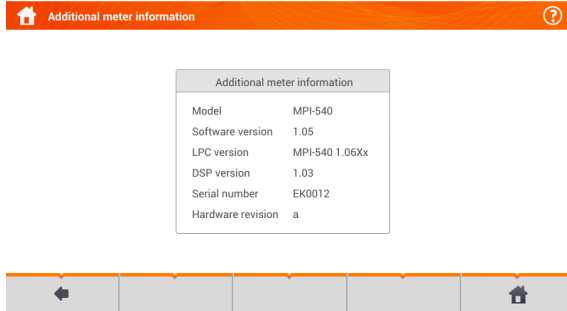 Additional meter information
?
Additional meter information
Model MPI-540
Software version 1.05
LPC version MPI-540 1.06Xx
DSP version 1.03
Serial number EK0012
Hardware revision a